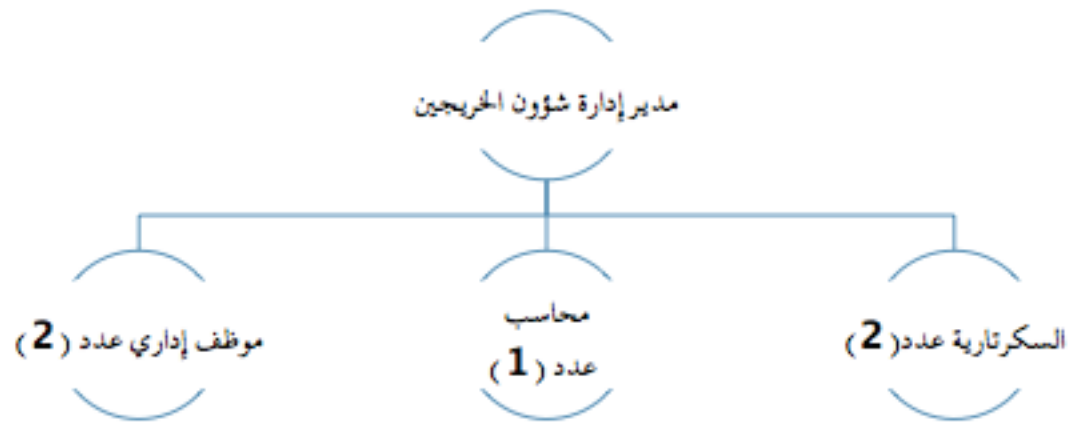 مدير إدارة شؤون الخريجين
السكرتارية عدد(2)
محاسب
عدد (1)
موظف إداري عدد (2)